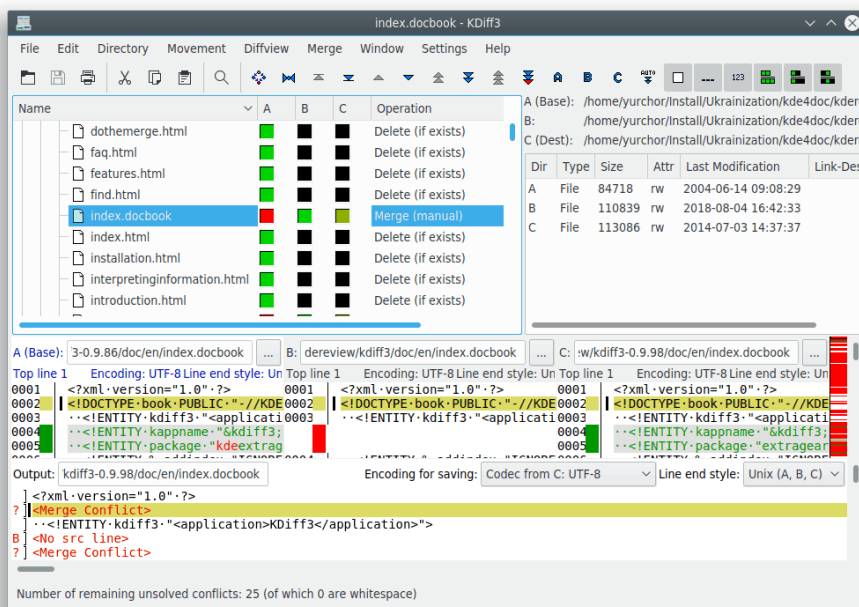 index.docbook - KDiff3
File Edit Directory Movement Diffview Merge Window Settings Help
A B C AUTO 123
Name A B C Operation
dothemerge.html Delete (if exists)
faq.html Delete (if exists)
features.html Delete (if exists)
find.html Delete (if exists)
index.docbook Merge (manual)
index.html Delete (if exists)
installation.html Delete (if exists)
interpretinginformation.html Delete (if exists)
introduction.html Delete (if exists)
A (Base): /home/yurchor/Install/Ukrainization/kde4doc/kder
B: /home/yurchor/Install/Ukrainization/kde4doc/kder
C (Dest): /home/yurchor/Install/Ukrainization/kde4doc/kder
Dir Type Size Attr Last Modification Link-Des
A File 84718 rw 2004-06-14 09:08:29
B File 110839 rw 2018-08-04 16:42:33
C File 113086 rw 2014-07-03 14:37:37
A (Base): 3-0.9.86/doc/en/index.docbook ... B: dereview/kdiff3/doc/en/index.docbook ... C: :w/kdiff3-0.9.98/doc/en/index.docbook ...
Top line 1 Encoding: UTF-8 Line end style: Un Top line 1 Encoding: UTF-8 Line end style: Un Top line 1 Encoding: UTF-8 Line end style: Un
0001 <?xml·version="1.0"·?> 0001 <?xml·version="1.0"·?> 0001 <?xml·version="1.0"·?>
0002 <!DOCTYPE·book·PUBLIC·"-//KDE 0002 <!DOCTYPE·book·PUBLIC·"-//KDE 0002 <!DOCTYPE·book·PUBLIC·"-//KDE
0003 ··<!ENTITY·kdiff3·"<applicati 0003 ··<!ENTITY·kdiff3·"<applicati 0003 ··<!ENTITY·kdiff3·"<applicati
0004 ··<!ENTITY·kappname·"&kdiff3; 0004 ··<!ENTITY·kappname·"&kdiff3;
0005 ··<!ENTITY·package·"kdeextrag 0005 ··<!ENTITY·package·"extragear
Output: kdiff3-0.9.98/doc/en/index.docbook Encoding for saving: Codec from C: UTF-8 Line end style: Unix (A, B, C)
<?xml·version="1.0"·?>
? <Merge Conflict>
··<!ENTITY·kdiff3·"<application>KDiff3</application>">
B <No src line>
? <Merge Conflict>
Number of remaining unsolved conflicts: 25 (of which 0 are whitespace)